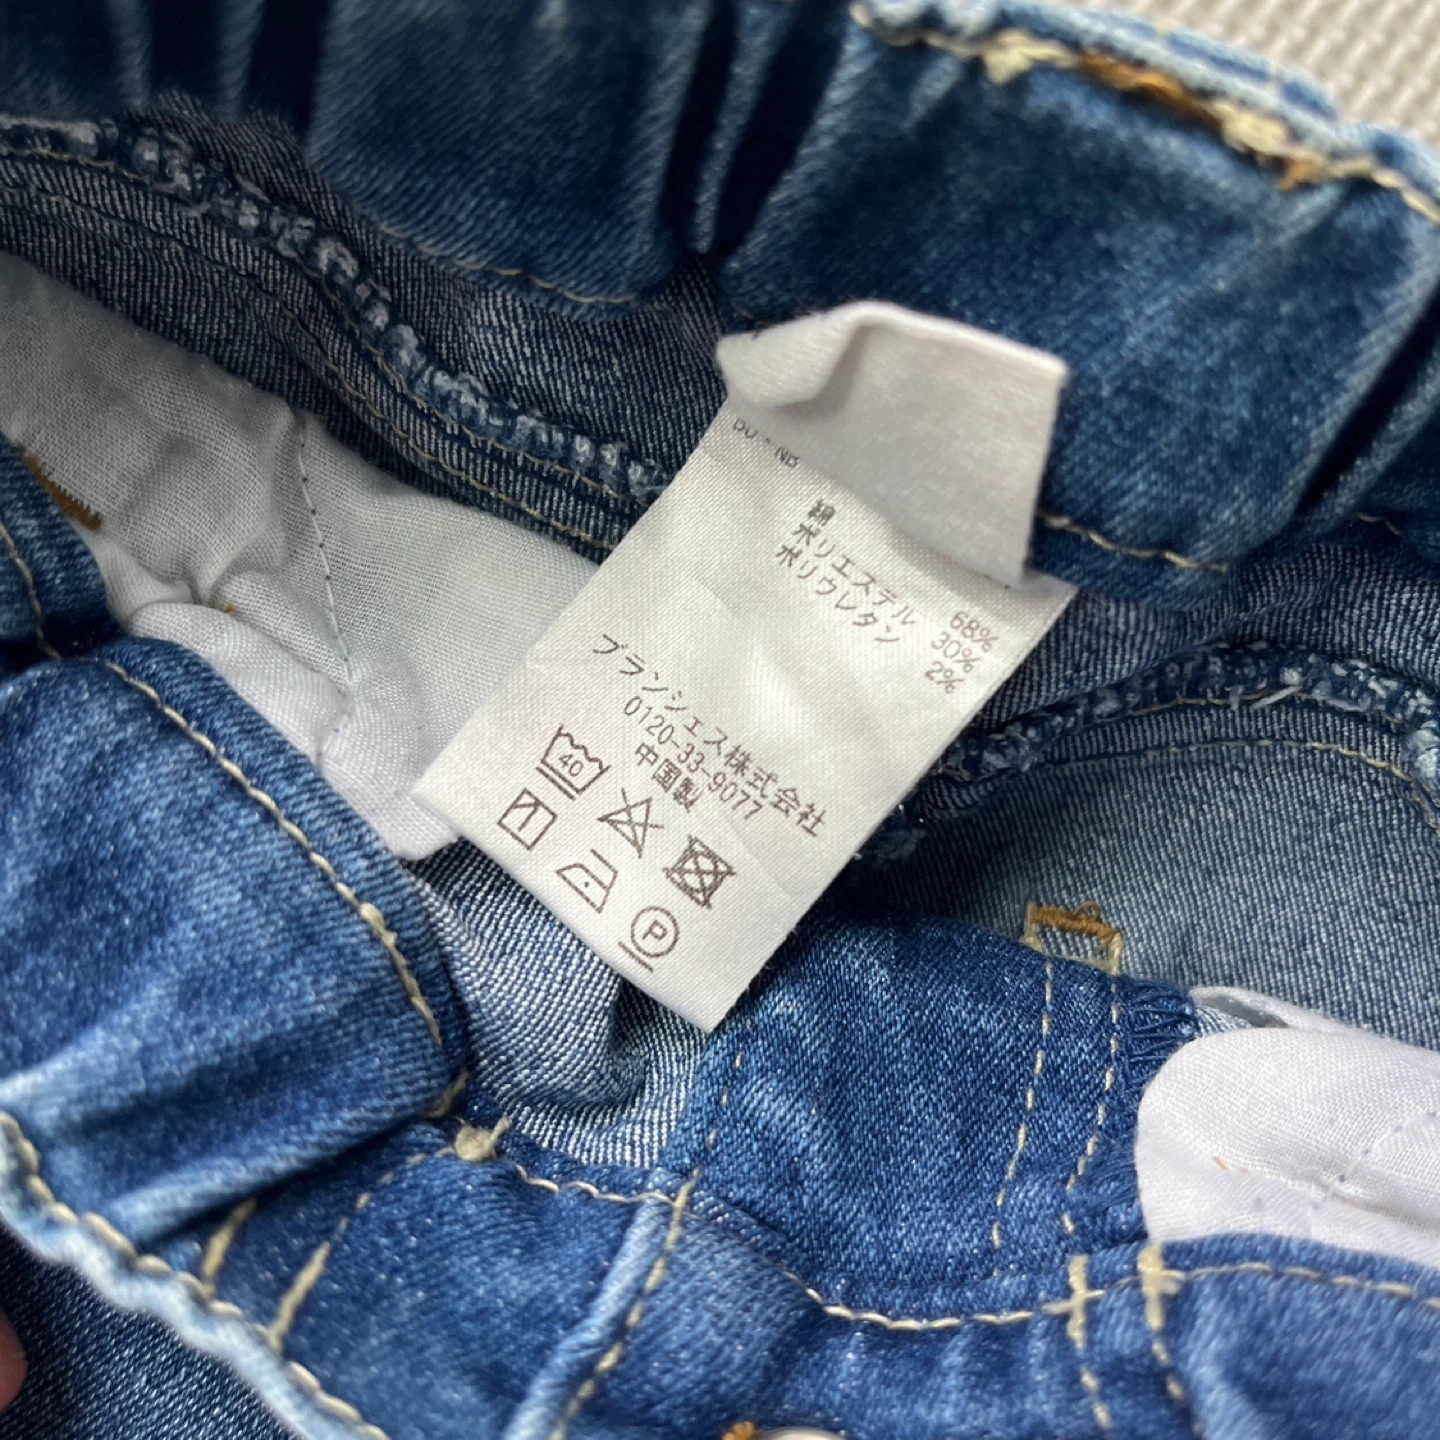 綿 68%
ポリエステル 30%
ポリウレタン 2%
ブランシェス株式会社
0120-33-9077
中国製
40
P